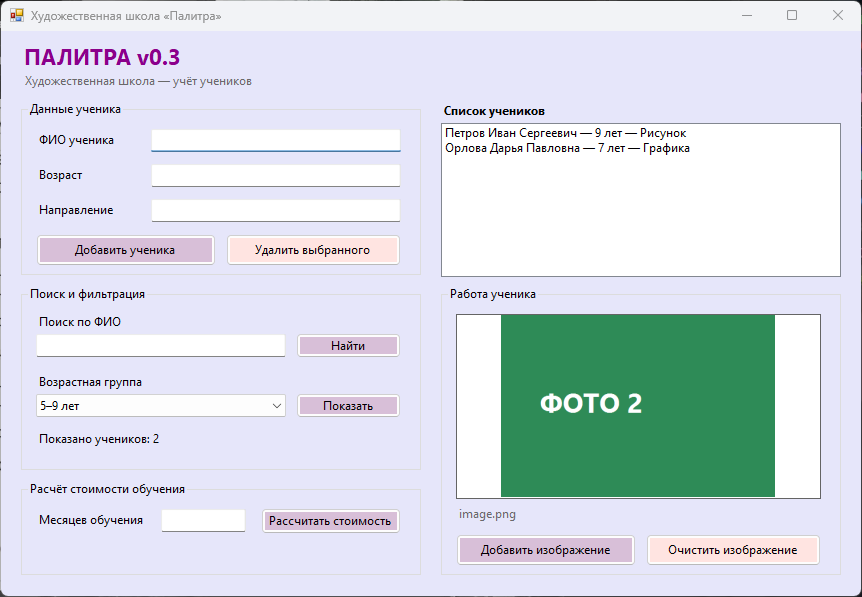 Художественная школа «Палитра»
ПАЛИТРА v0.3
Художественная школа — учёт учеников
Данные ученика
ФИО ученика
Возраст
Направление
Добавить ученика
Удалить выбранного
Список учеников
Петров Иван Сергеевич — 9 лет — Рисунок
Орлова Дарья Павловна — 7 лет — Графика
Поиск и фильтрация
Поиск по ФИО
Найти
Возрастная группа
5–9 лет
Показать
Показано учеников: 2
Расчёт стоимости обучения
Месяцев обучения
Рассчитать стоимость
Работа ученика
ФОТО 2
image.png
Добавить изображение
Очистить изображение